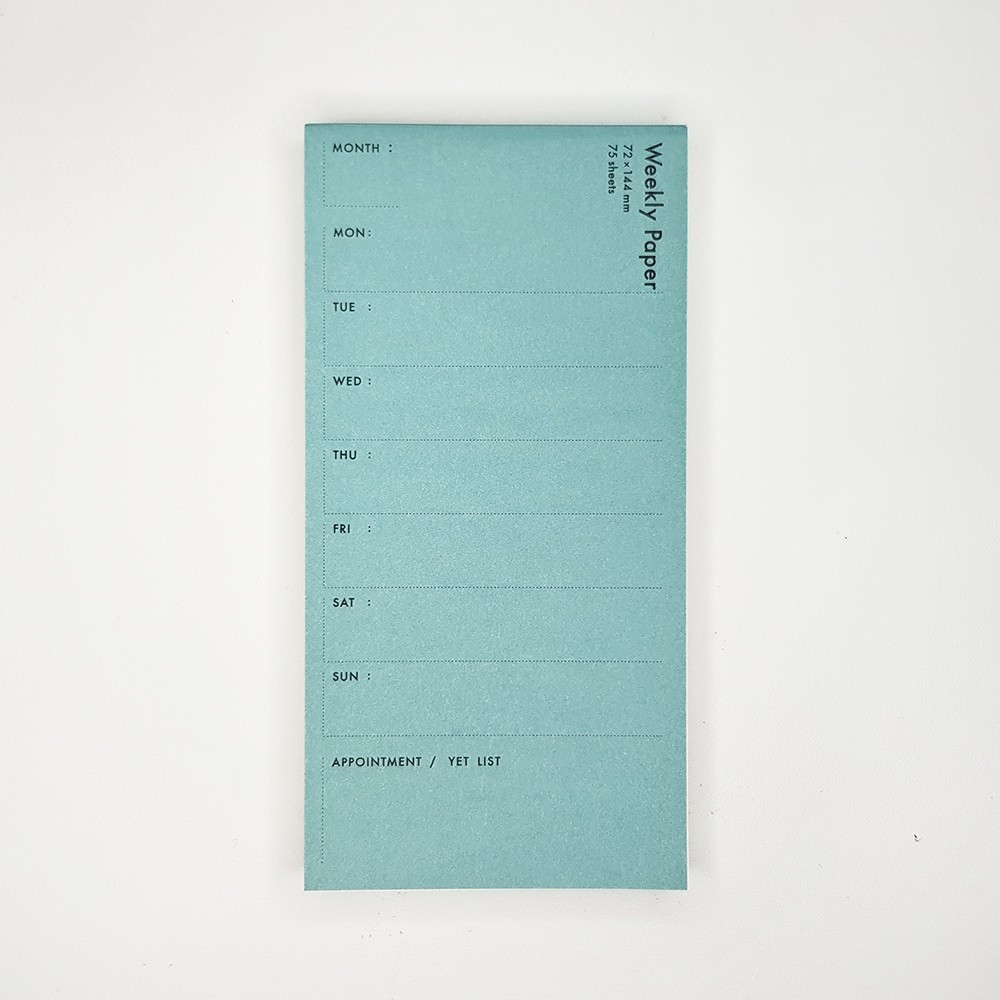 MONTH :
Weekly Paper
72 × 144 mm
75 sheets
MON :
TUE :
WED :
THU :
FRI :
SAT :
SUN :
APPOINTMENT / YET LIST